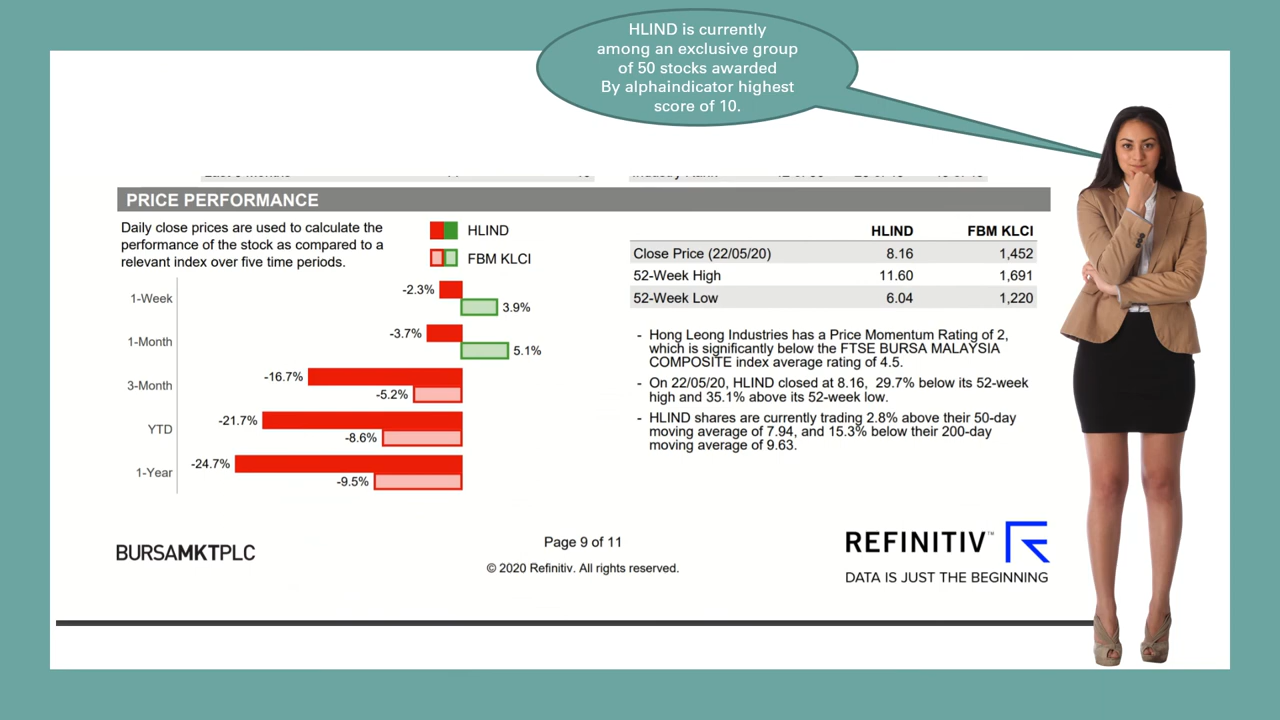 HLIND is currently
among an exclusive group
of 50 stocks awarded
By alphaindicator highest
score of 10.
PRICE PERFORMANCE
Daily close prices are used to calculate the
performance of the stock as compared to a
relevant index over five time periods.
HLIND
FBM KLCI
1-Week
-2.3%
3.9%
1-Month
-3.7%
5.1%
3-Month
-16.7%
-5.2%
YTD
-21.7%
-8.6%
1-Year
-24.7%
-9.5%
HLIND FBM KLCI
Close Price (22/05/20) 8.16 1,452
52-Week High 11.60 1,691
52-Week Low 6.04 1,220
- Hong Leong Industries has a Price Momentum Rating of 2,
which is significantly below the FTSE BURSA MALAYSIA
COMPOSITE index average rating of 4.5.
- On 22/05/20, HLIND closed at 8.16, 29.7% below its 52-week
high and 35.1% above its 52-week low.
- HLIND shares are currently trading 2.8% above their 50-day
moving average of 7.94, and 15.3% below their 200-day
moving average of 9.63.
BURSAMKTPLC
Page 9 of 11
© 2020 Refinitiv. All rights reserved.
REFINITIV™
DATA IS JUST THE BEGINNING